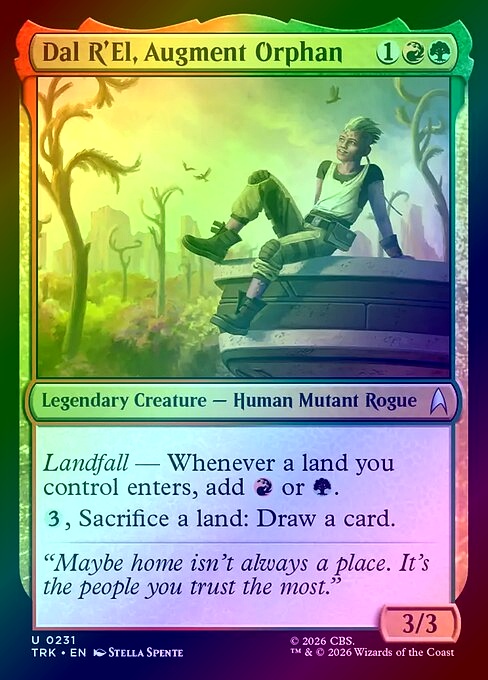 Dal R'El, Augment Orphan 1
Legendary Creature — Human Mutant Rogue
Landfall — Whenever a land you
control enters, add or .
3, Sacrifice a land: Draw a card.
“Maybe home isn't always a place. It's
the people you trust the most.”
3/3
U 0231
TRK • EN Stella Spente
© 2026 CBS.
™ & © 2026 Wizards of the Coast